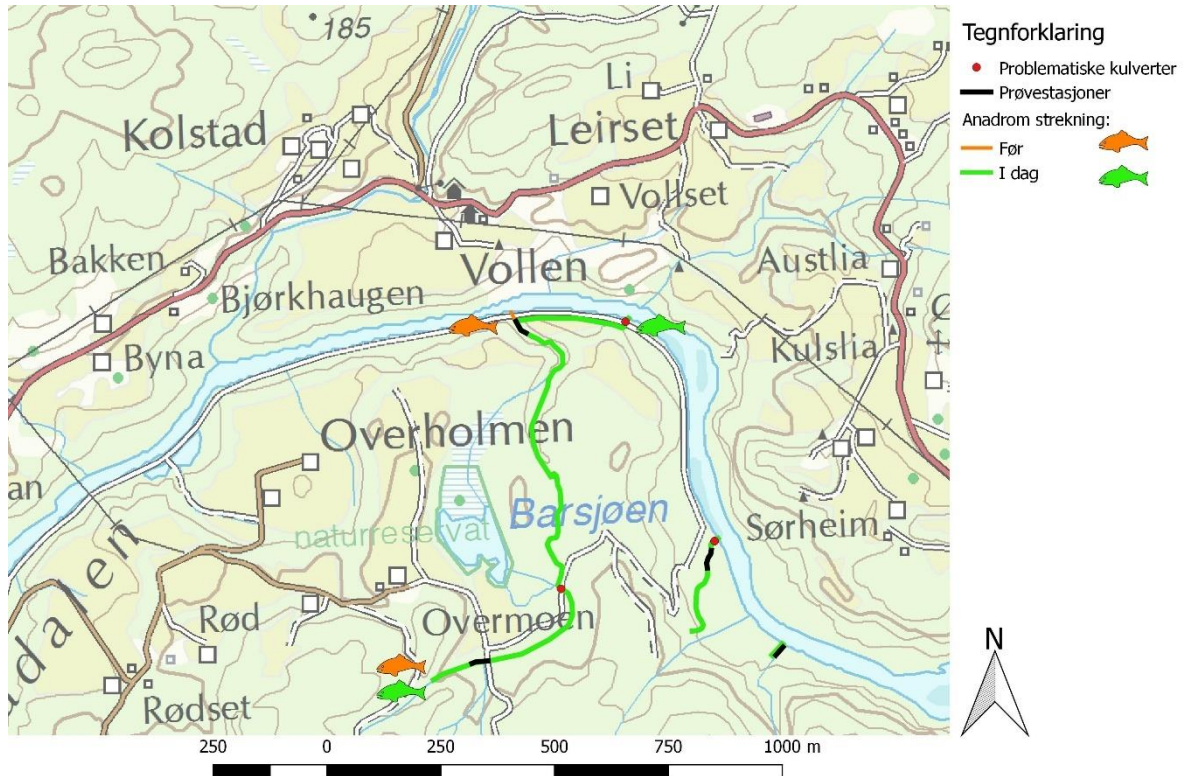 185
Kolstad
Li
Leirset
Vollset
Bakken
Bjørkhaugen
Vollen
Austlia
Byna
Kulslia
Overholmen
an
naturreservat
Barsjøen
Sørheim
Rød
Overmoen
Rødset
dalen
Tegnforklaring
Problematiske kulverter
Prøvestasjoner
Anadrom strekning:
Før
I dag
N
250 0 250 500 750 1000 m